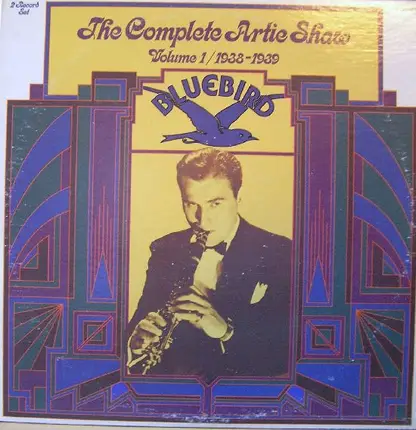 2 Record
Set
The Complete Artie Shaw
Volume 1/1938-1939
BLUEBIRD